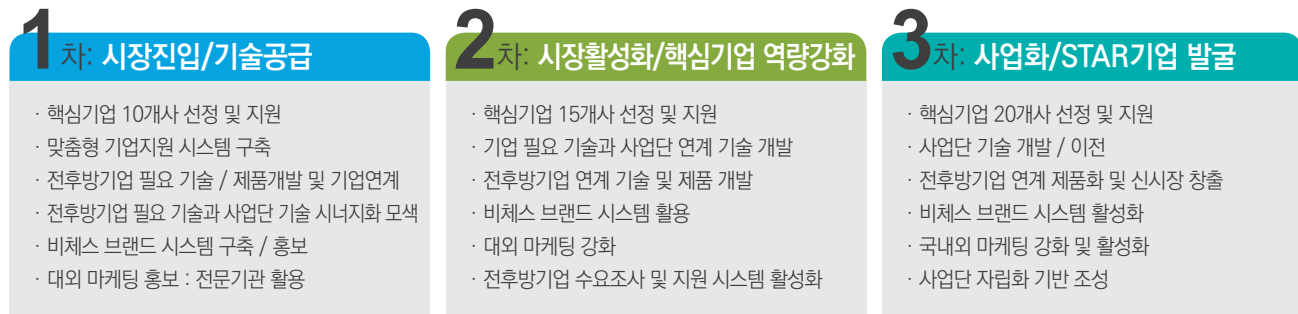 1차: 시장진입/기술공급
· 핵심기업 10개사 선정 및 지원
· 맞춤형 기업지원 시스템 구축
· 전후방기업 필요 기술 / 제품개발 및 기업연계
· 전후방기업 필요 기술과 사업단 기술 시너지화 모색
· 비체스 브랜드 시스템 구축 / 홍보
· 대외 마케팅 홍보 : 전문기관 활용
2차: 시장활성화/핵심기업 역량강화
· 핵심기업 15개사 선정 및 지원
· 기업 필요 기술과 사업단 연계 기술 개발
· 전후방기업 연계 기술 및 제품 개발
· 비체스 브랜드 시스템 활용
· 대외 마케팅 강화
· 전후방기업 수요조사 및 지원 시스템 활성화
3차: 사업화/STAR기업 발굴
· 핵심기업 20개사 선정 및 지원
· 사업단 기술 개발 / 이전
· 전후방기업 연계 제품화 및 신시장 창출
· 비체스 브랜드 시스템 활성화
· 국내외 마케팅 강화 및 활성화
· 사업단 자립화 기반 조성